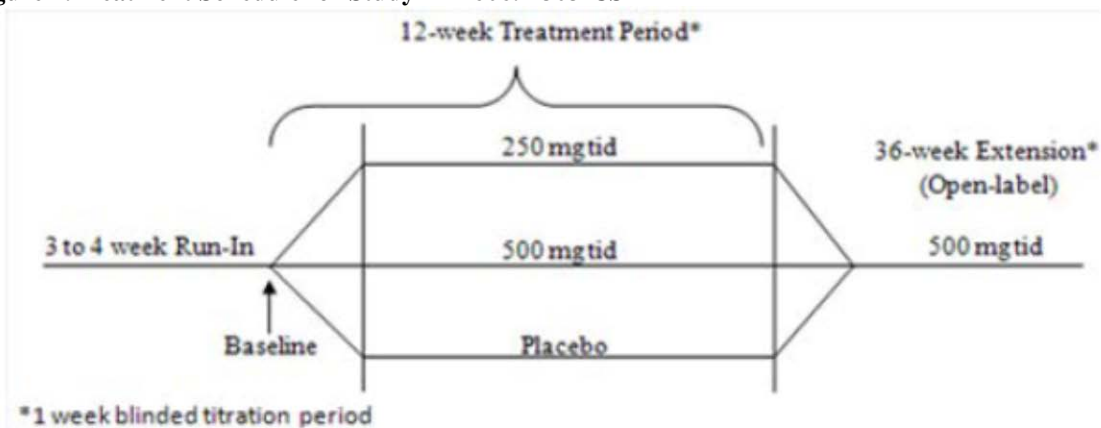 12-week Treatment Period*
250 mg tid
36-week Extension*
(Open-label)
3 to 4 week Run-In
500 mg tid
500 mg tid
Baseline
Placebo
*1 week blinded titration period